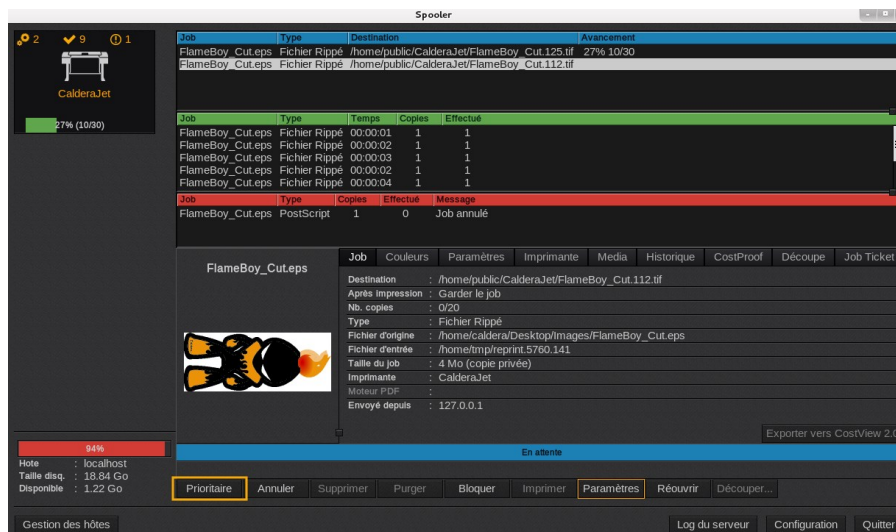 Spooler
2 9 1
CalderaJet
27% (10/30)
Job Type Destination Avancement
FlameBoy_Cut.eps Fichier Rippé /home/public/CalderaJet/FlameBoy_Cut.125.tif 27% 10/30
FlameBoy_Cut.eps Fichier Rippé /home/public/CalderaJet/FlameBoy_Cut.112.tif
Job Type Temps Copies Effectué
FlameBoy_Cut.eps Fichier Rippé 00:00:01 1 1
FlameBoy_Cut.eps Fichier Rippé 00:00:02 1 1
FlameBoy_Cut.eps Fichier Rippé 00:00:03 1 1
FlameBoy_Cut.eps Fichier Rippé 00:00:02 1 1
FlameBoy_Cut.eps Fichier Rippé 00:00:04 1 1
Job Type Copies Effectué Message
FlameBoy_Cut.eps PostScript 1 0 Job annulé
FlameBoy_Cut.eps
Job Couleurs Paramètres Imprimante Media Historique CostProof Découpe Job Ticket
Destination : /home/public/CalderaJet/FlameBoy_Cut.112.tif
Après impression : Garder le job
Nb. copies : 0/20
Type : Fichier Rippé
Fichier d'origine : /home/caldera/Desktop/Images/FlameBoy_Cut.eps
Fichier d'entrée : /home/tmp/reprint.5760.141
Taille du job : 4 Mo (copie privée)
Imprimante : CalderaJet
Moteur PDF :
Envoyé depuis : 127.0.0.1
Exporter vers CostView 2.0
94%
Hote : localhost
Taille disq. : 18.84 Go
Disponible : 1.22 Go
En attente
Prioritaire Annuler Supprimer Purger Bloquer Imprimer Paramètres Réouvrir Découper...
Gestion des hôtes Log du serveur Configuration Quitter